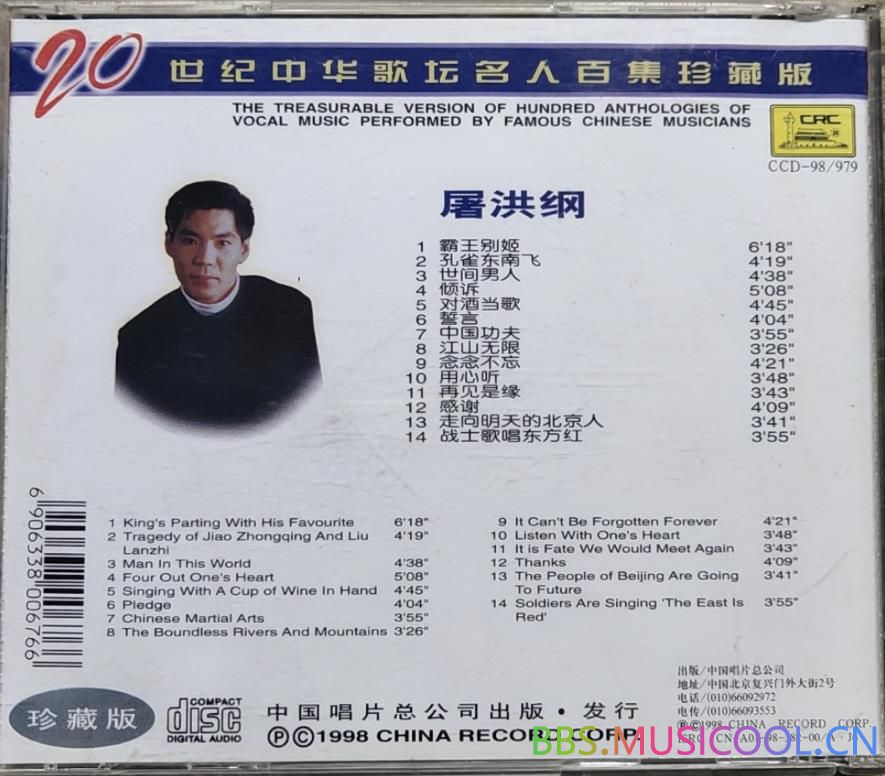 20 世纪中华歌坛名人百集珍藏版
THE TREASURABLE VERSION OF HUNDRED ANTHOLOGIES OF
VOCAL MUSIC PERFORMED BY FAMOUS CHINESE MUSICIANS
CRC
CCD-98/979
屠洪纲
1 霸王别姬 6'18"
2 孔雀东南飞 4'19"
3 世间男人 4'38"
4 倾诉 5'08"
5 对酒当歌 4'45"
6 誓言 4'04"
7 中国功夫 3'55"
8 江山无限 3'26"
9 念念不忘 4'21"
10 用心听 3'48"
11 再见是缘 3'43"
12 感谢 4'09"
13 走向明天的北京人 3'41"
14 战士歌唱东方红 3'55"
6 906338 006766
1 King's Parting With His Favourite 6'18"
2 Tragedy of Jiao Zhongqing And Liu 4'19"
Lanzhi
3 Man In This World 4'38"
4 Four Out One's Heart 5'08"
5 Singing With A Cup of Wine In Hand 4'45"
6 Pledge 4'04"
7 Chinese Martial Arts 3'55"
8 The Boundless Rivers And Mountains 3'26"
9 It Can't Be Forgotten Forever 4'21"
10 Listen With One's Heart 3'48"
11 It is Fate We Would Meet Again 3'43"
12 Thanks 4'09"
13 The People of Beijing Are Going 3'41"
To Future
14 Soldiers Are Singing 'The East Is 3'55"
Red'
珍藏版
COMPACT
disc
DIGITAL AUDIO
中国唱片总公司出版·发行
Ⓟ©1998 CHINA RECORD CORP.
出版/中国唱片总公司
地址/中国北京复兴门外大街2号
电话/(010)66092972
电传/(010)66093553
Ⓟ©1998 CHINA RECORD CORP.
BBS.MUSICOOL.CN